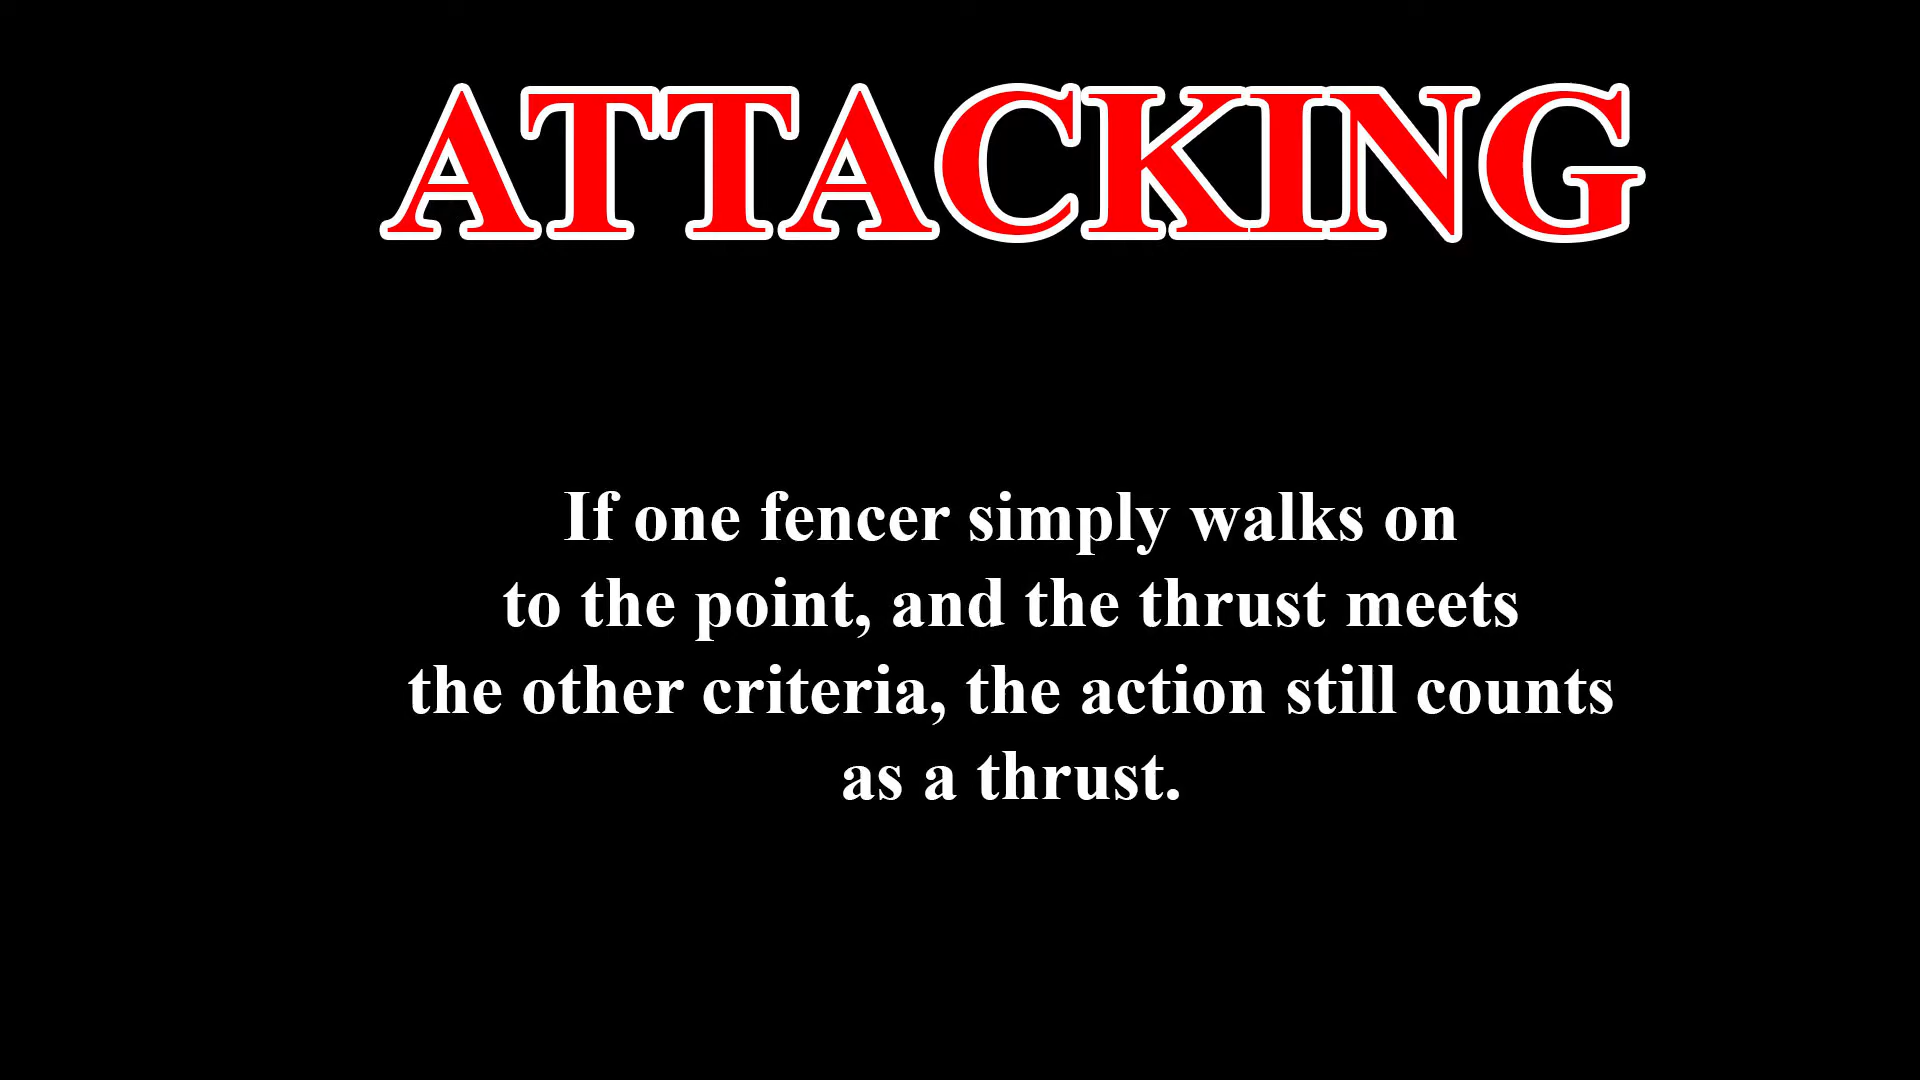 ATTACKING
If one fencer simply walks on
to the point, and the thrust meets
the other criteria, the action still counts
as a thrust.